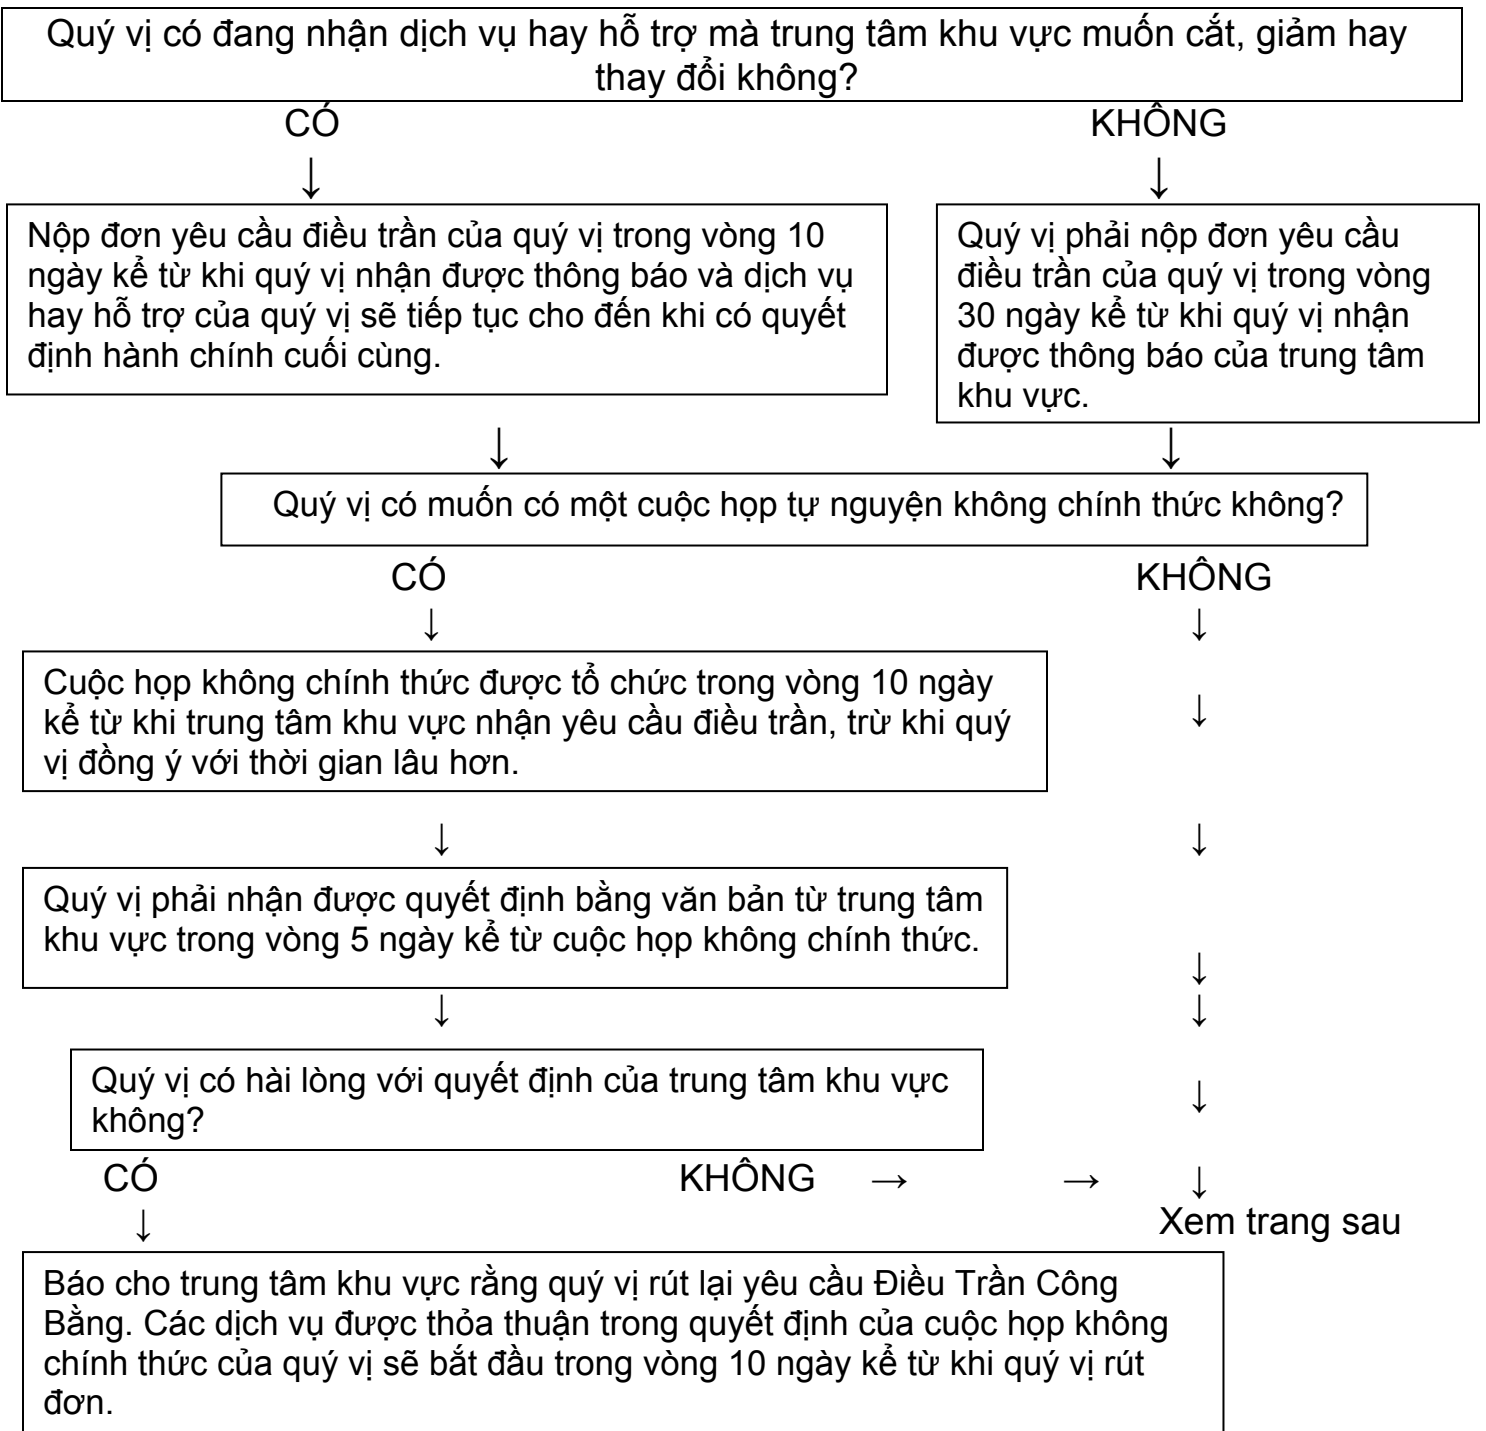 Quý vị có đang nhận dịch vụ hay hỗ trợ mà trung tâm khu vực muốn cắt, giảm hay
thay đổi không?
CÓ
KHÔNG
↓
↓
Nộp đơn yêu cầu điều trần của quý vị trong vòng 10
ngày kể từ khi quý vị nhận được thông báo và dịch vụ
hay hỗ trợ của quý vị sẽ tiếp tục cho đến khi có quyết
định hành chính cuối cùng.
Quý vị phải nộp đơn yêu cầu
điều trần của quý vị trong vòng
30 ngày kể từ khi quý vị nhận
được thông báo của trung tâm
khu vực.
↓
↓
Quý vị có muốn có một cuộc họp tự nguyện không chính thức không?
CÓ
KHÔNG
↓
↓
Cuộc họp không chính thức được tổ chức trong vòng 10 ngày
kể từ khi trung tâm khu vực nhận yêu cầu điều trần, trừ khi quý
vị đồng ý với thời gian lâu hơn.
↓
↓
↓
Quý vị phải nhận được quyết định bằng văn bản từ trung tâm
khu vực trong vòng 5 ngày kể từ cuộc họp không chính thức.
↓
↓
↓
Quý vị có hài lòng với quyết định của trung tâm khu vực
không?
↓
CÓ
KHÔNG → → ↓
↓
Xem trang sau
Báo cho trung tâm khu vực rằng quý vị rút lại yêu cầu Điều Trần Công
Bằng. Các dịch vụ được thỏa thuận trong quyết định của cuộc họp không
chính thức của quý vị sẽ bắt đầu trong vòng 10 ngày kể từ khi quý vị rút
đơn.